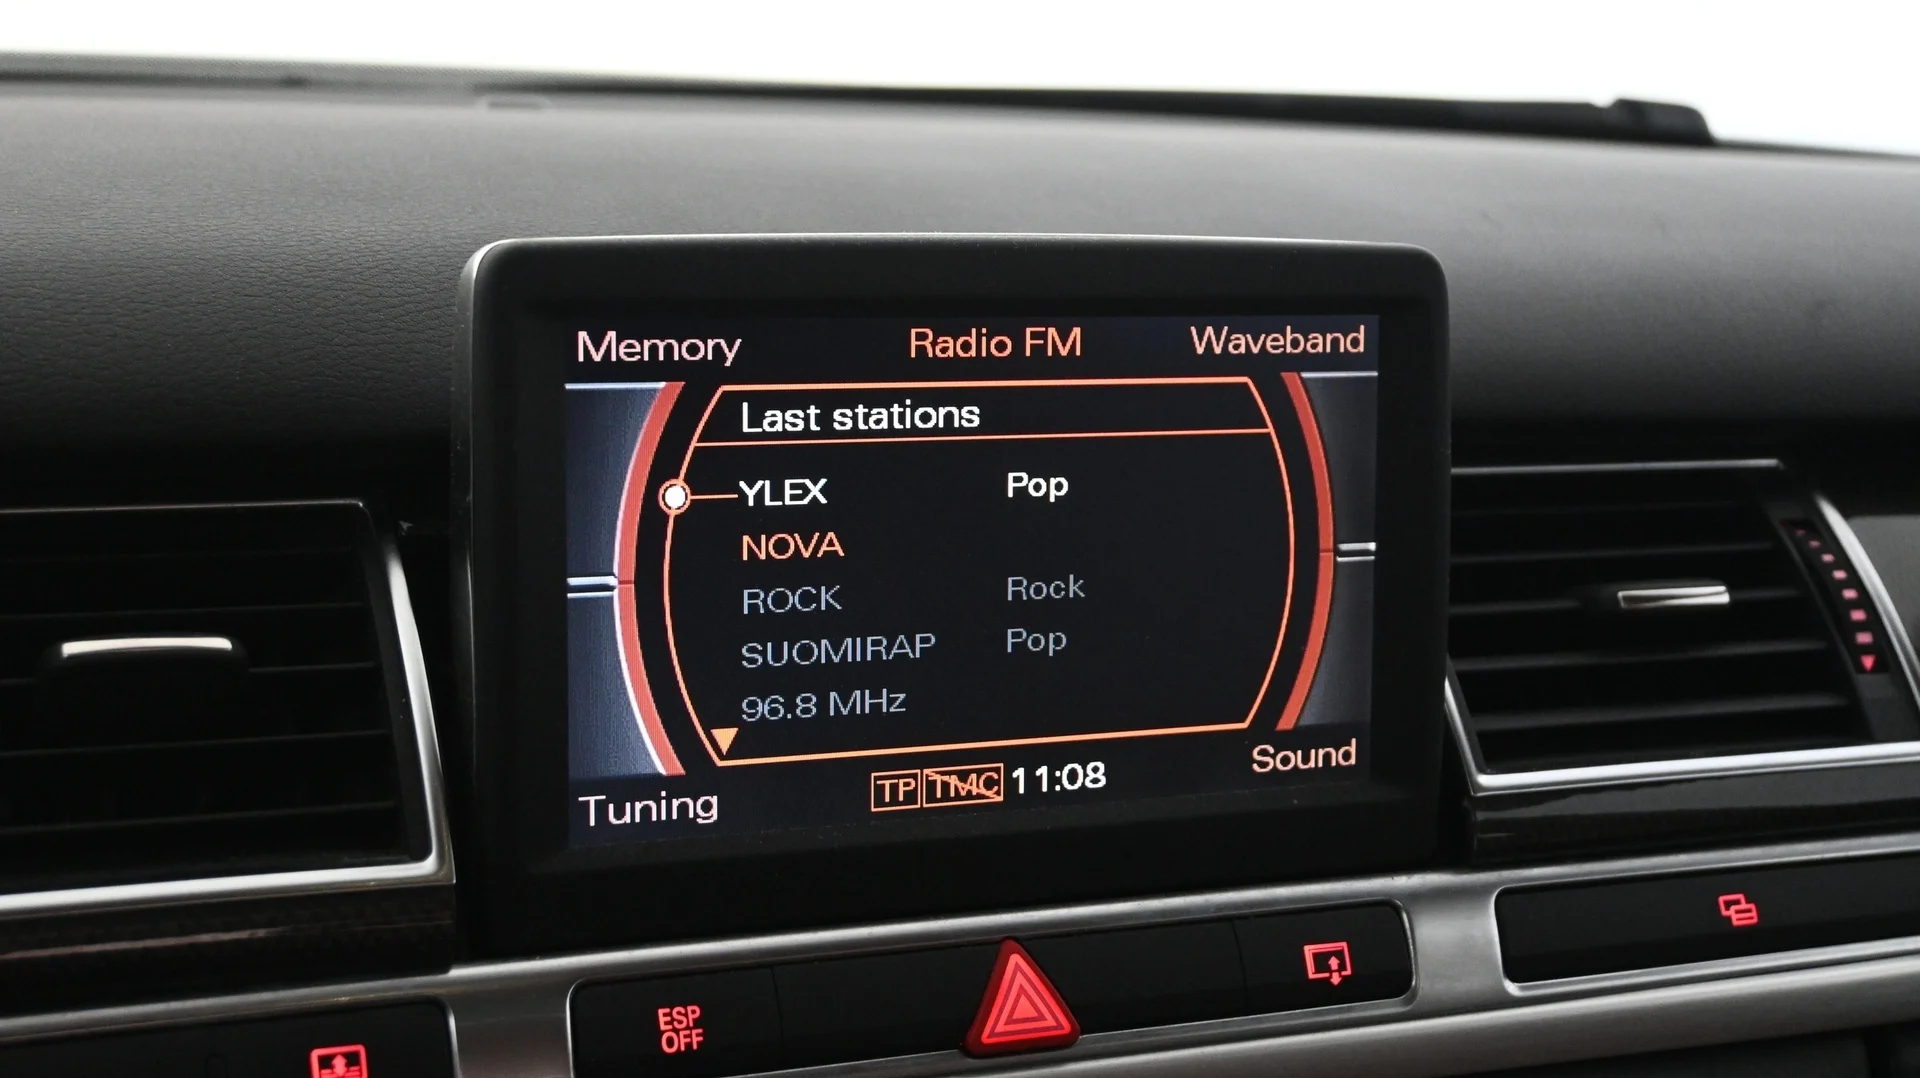 Memory Radio FM Waveband
Last stations
YLEX Pop
NOVA
ROCK Rock
SUOMIRAP Pop
96.8 MHz
TP TMC 11:08
Tuning Sound
ESP
OFF